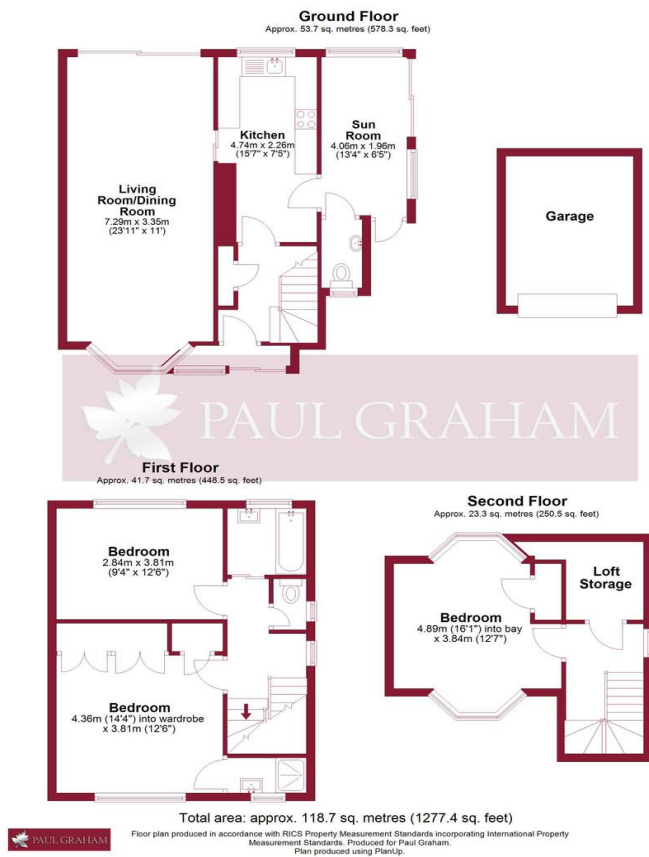 Ground Floor
Approx. 53.7 sq. metres (578.3 sq. feet)
Kitchen
4.74m x 2.26m
(15'7" x 7'5")
Sun
Room
4.06m x 1.96m
(13'4" x 6'5")
Living
Room/Dining
Room
7.29m x 3.35m
(23'11" x 11')
Garage
PAUL GRAHAM
First Floor
Approx. 41.7 sq. metres (448.5 sq. feet)
Bedroom
2.84m x 3.81m
(9'4" x 12'6")
Bedroom
4.36m (14'4") into wardrobe
x 3.81m (12'6")
Second Floor
Approx. 23.3 sq. metres (250.5 sq. feet)
Loft
Storage
Bedroom
4.89m (16'1") into bay
x 3.84m (12'7")
Total area: approx. 118.7 sq. metres (1277.4 sq. feet)
PAUL GRAHAM
Floor plan produced in accordance with RICS Property Measurement Standards incorporating International Property
Measurement Standards. Produced for Paul Graham.
Plan produced using PlanUp.